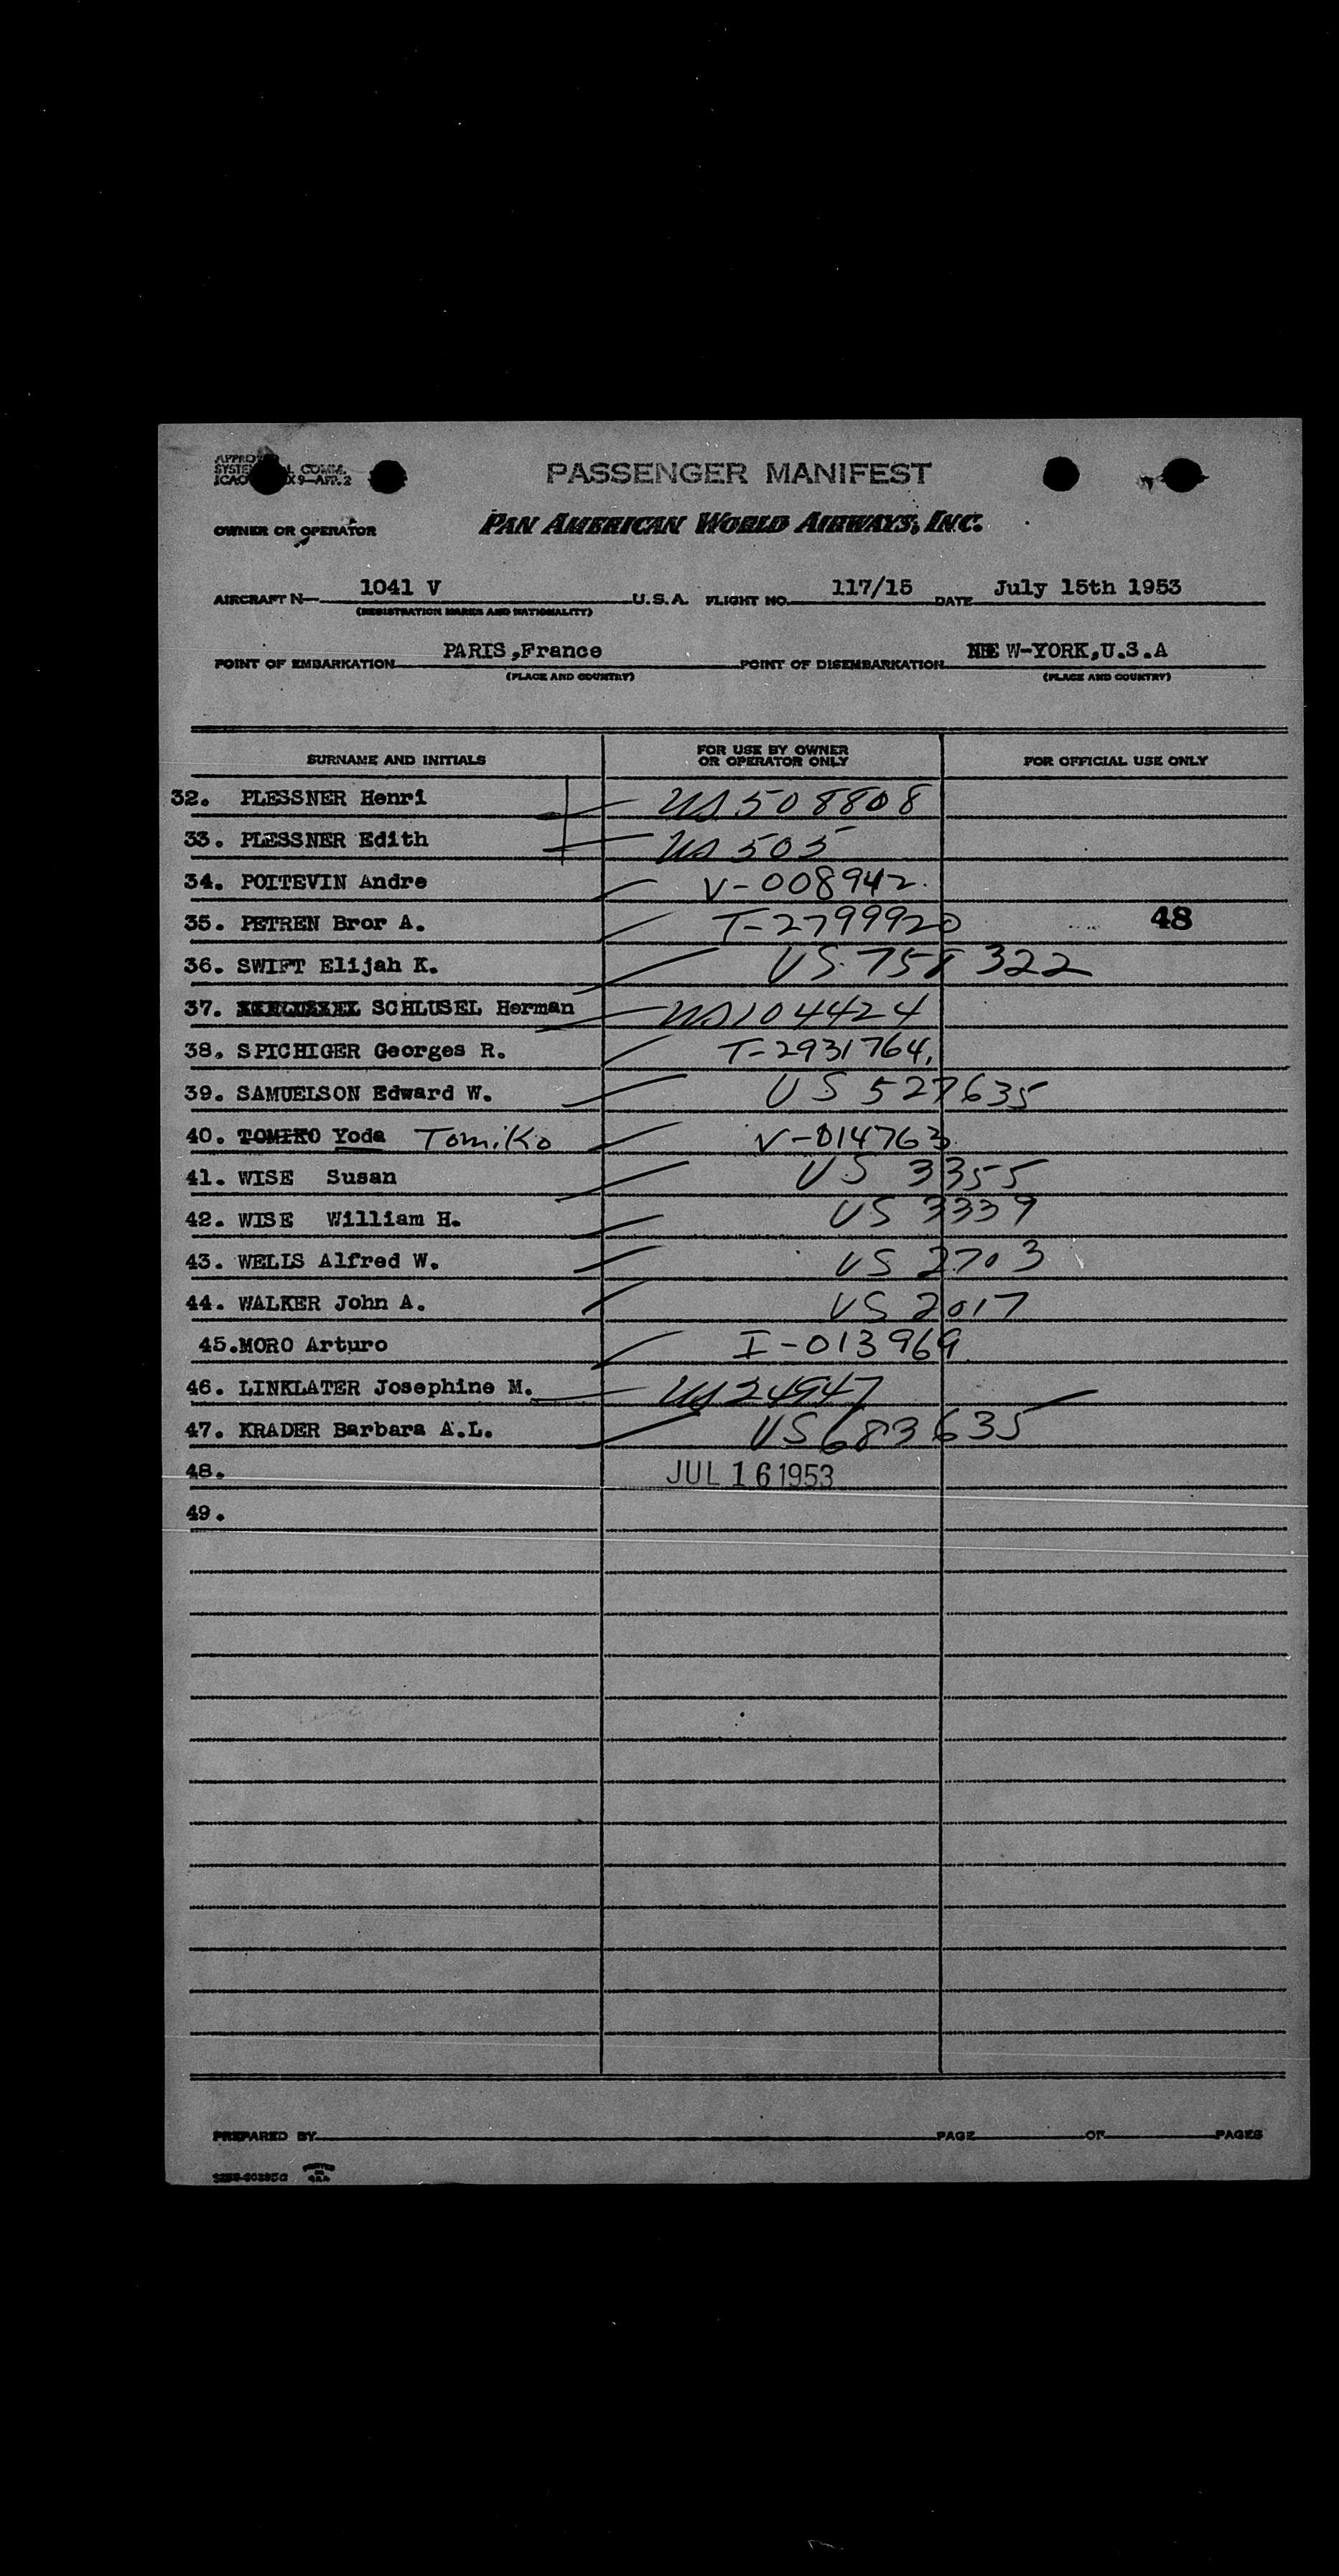 PASSENGER MANIFEST
OWNER OR OPERATOR PAN AMERICAN WORLD AIRWAYS, INC.
AIRCRAFT N— 1041 V U.S.A. FLIGHT NO. 117/15 DATE July 15th 1953
(REGISTRATION MARKS AND NATIONALITY)
POINT OF EMBARKATION PARIS,France POINT OF DISEMBARKATION NEW-YORK,U.S.A
(PLACE AND COUNTRY) (PLACE AND COUNTRY)
SURNAME AND INITIALS FOR USE BY OWNER OR OPERATOR ONLY FOR OFFICIAL USE ONLY
32. PLESSNER Henri US 508808
33. PLESSNER Edith US 505
34. POITEVIN Andre V-008942.
35. PETREN Bror A. T-2799920 48
36. SWIFT Elijah K. US 758322
37. SCHLUSEL Herman US 104424
38. SPICHIGER Georges R. T-2931764.
39. SAMUELSON Edward W. US 527635
40. TOMIKO Yoda Tomiko V-014763
41. WISE Susan US 3355
42. WISE William H. US 3339
43. WELLS Alfred W. US 2703
44. WALKER John A. US 2017
45.MORO Arturo I-013969
46. LINKLATER Josephine M. US 24947
47. KRADER Barbara A.L. US 683635
48. JUL 16 1953
49.
PREPARED BY PAGE OF PAGES